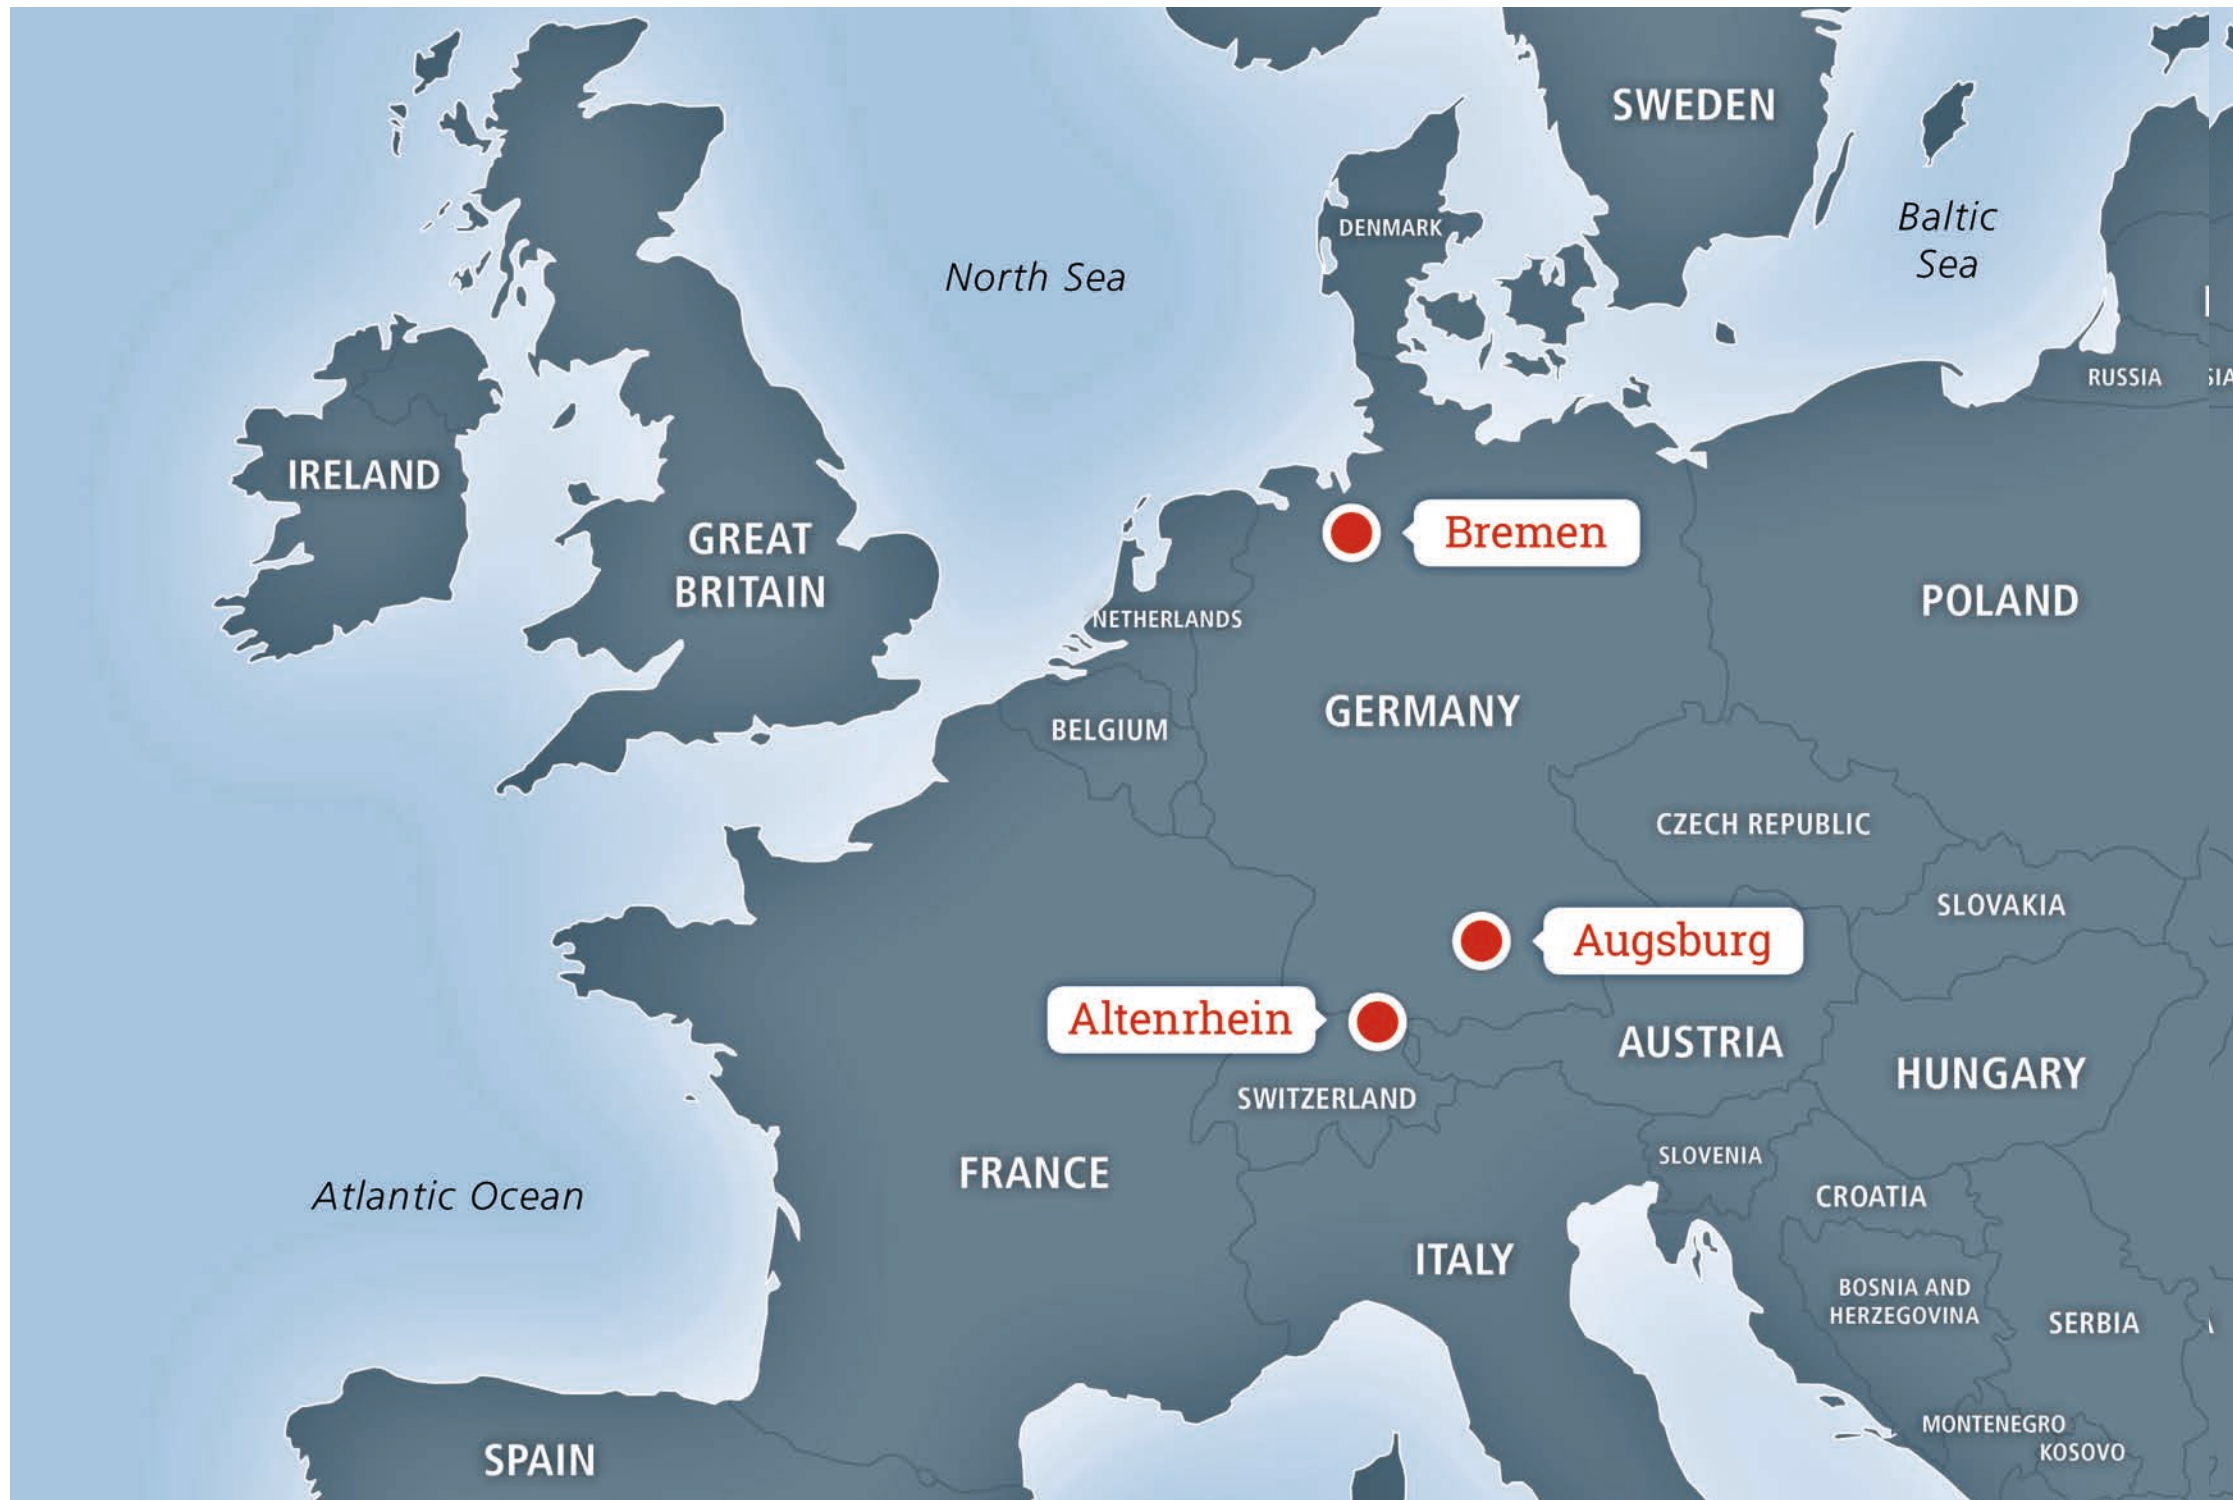 SWEDEN
Baltic
Sea
DENMARK
North Sea
RUSSIA
IRELAND
GREAT
BRITAIN
Bremen
POLAND
NETHERLANDS
GERMANY
BELGIUM
CZECH REPUBLIC
SLOVAKIA
Augsburg
Altenrhein
AUSTRIA
HUNGARY
SWITZERLAND
SLOVENIA
FRANCE
CROATIA
Atlantic Ocean
ITALY
BOSNIA AND
HERZEGOVINA
SERBIA
MONTENEGRO
KOSOVO
SPAIN